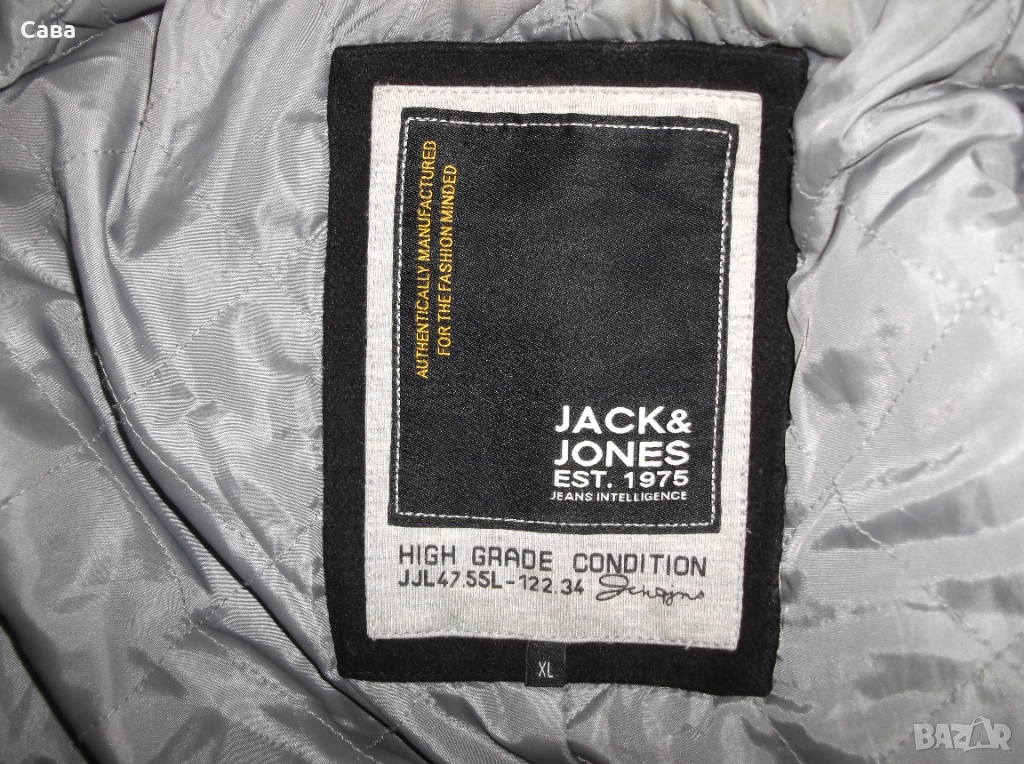 Сава
AUTHENTICALLY MANUFACTURED
FOR THE FASHION MINDED
JACK&
JONES
EST. 1975
JEANS INTELLIGENCE
HIGH GRADE CONDITION
JJL47.55L-122.34
XL
BAZAR